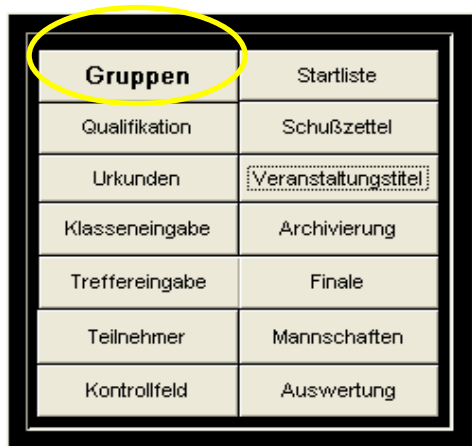 Gruppen Startliste
Qualifikation Schußzettel
Urkunden Veranstaltungstitel
Klasseneingabe Archivierung
Treffereingabe Finale
Teilnehmer Mannschaften
Kontrollfeld Auswertung